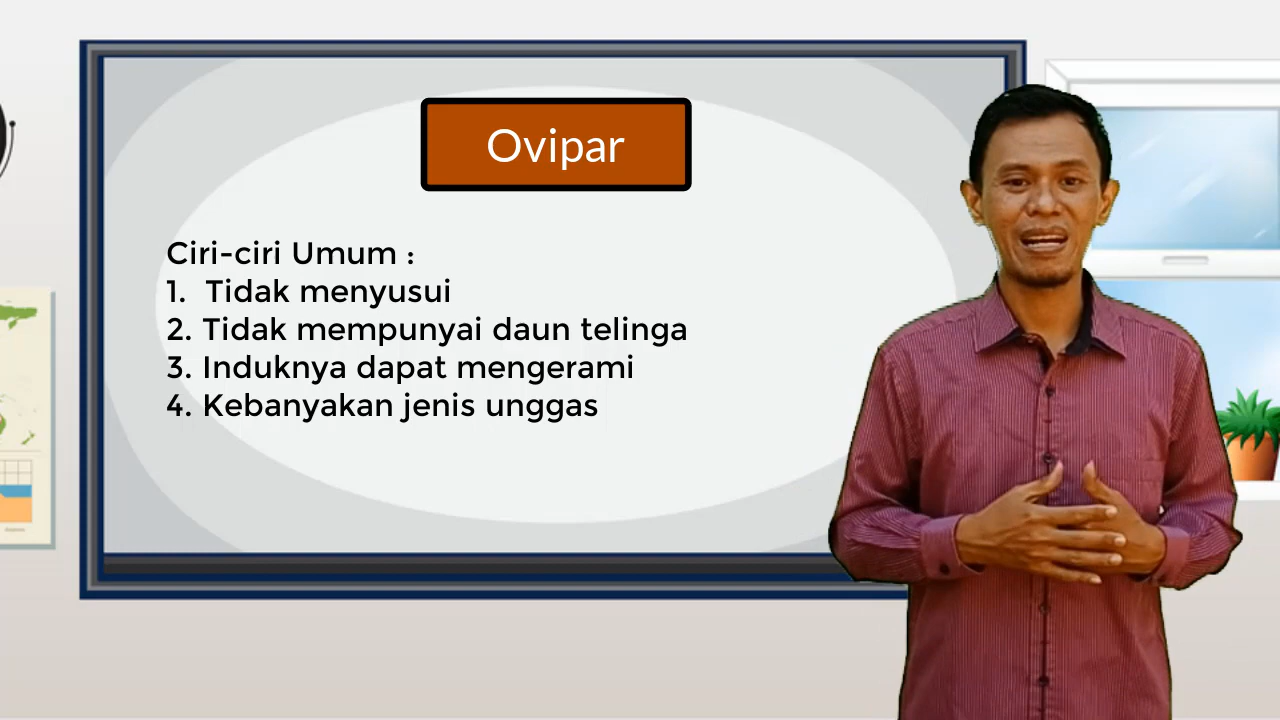 Ovipar
Ciri-ciri Umum :
1. Tidak menyusui
2. Tidak mempunyai daun telinga
3. Induknya dapat mengerami
4. Kebanyakan jenis unggas